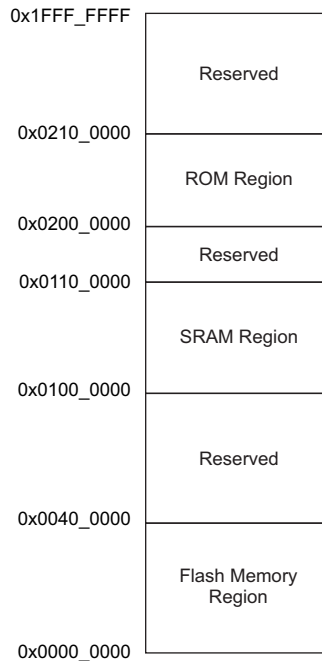 0x1FFF_FFFF
Reserved
0x0210_0000
ROM Region
0x0200_0000
Reserved
0x0110_0000
SRAM Region
0x0100_0000
Reserved
0x0040_0000
Flash Memory
Region
0x0000_0000